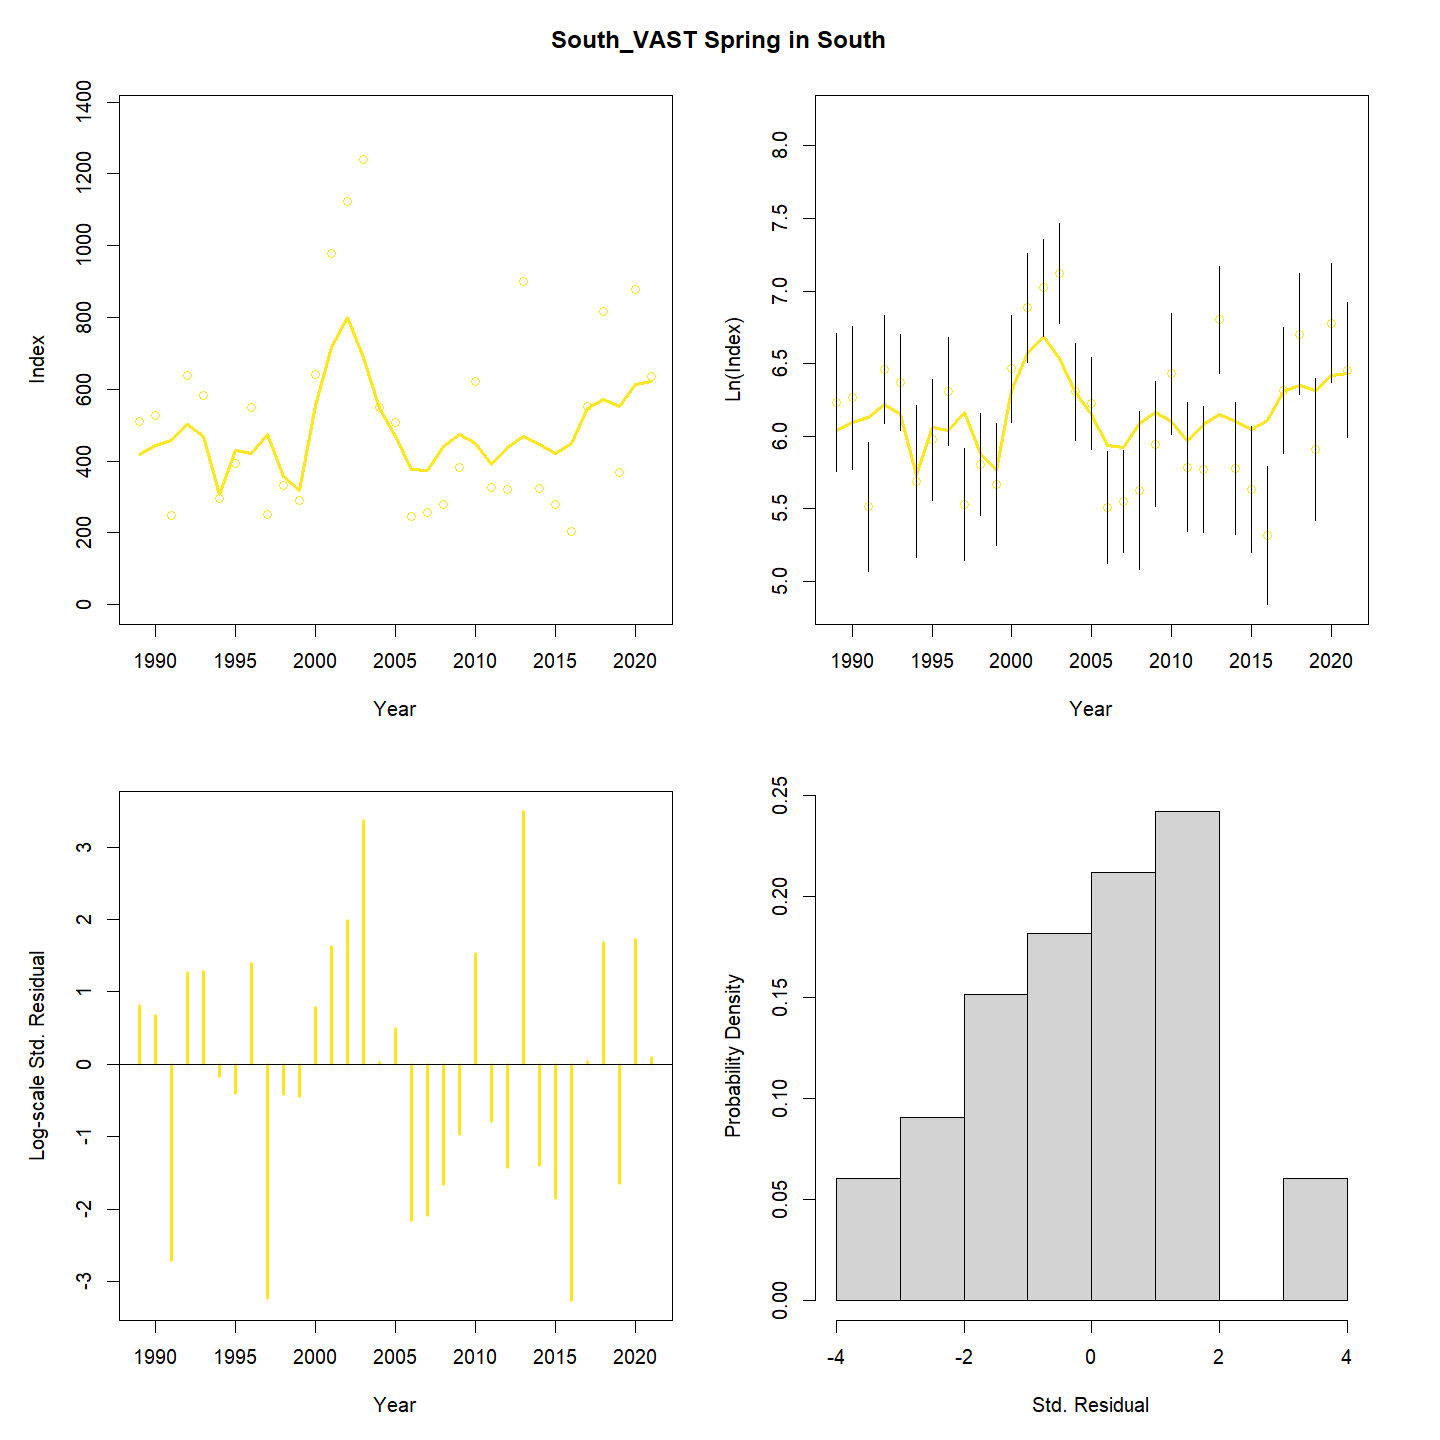 South_VAST Spring in South
Index
0 200 400 600 800 1000 1200 1400
1990 1995 2000 2005 2010 2015 2020
Year
Ln(Index)
5.0 5.5 6.0 6.5 7.0 7.5 8.0
1990 1995 2000 2005 2010 2015 2020
Year
Log-scale Std. Residual
-3 -2 -1 0 1 2 3
1990 1995 2000 2005 2010 2015 2020
Year
Probability Density
0.00 0.05 0.10 0.15 0.20 0.25
-4 -2 0 2 4
Std. Residual